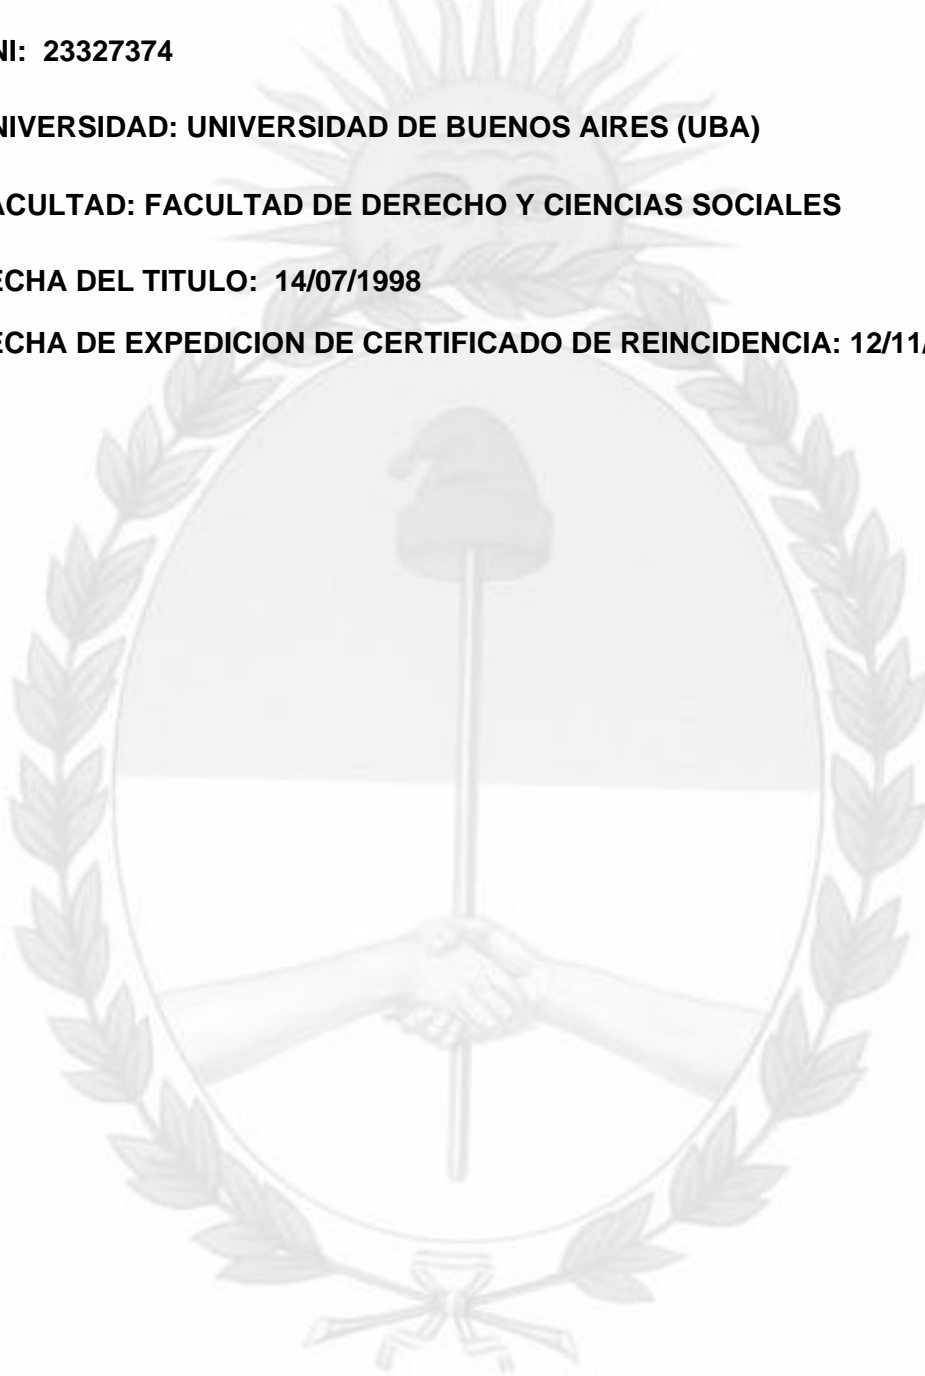 NI: 23327374
NIVERSIDAD: UNIVERSIDAD DE BUENOS AIRES (UBA)
ACULTAD: FACULTAD DE DERECHO Y CIENCIAS SOCIALES
ECHA DEL TITULO: 14/07/1998
ECHA DE EXPEDICION DE CERTIFICADO DE REINCIDENCIA: 12/11/